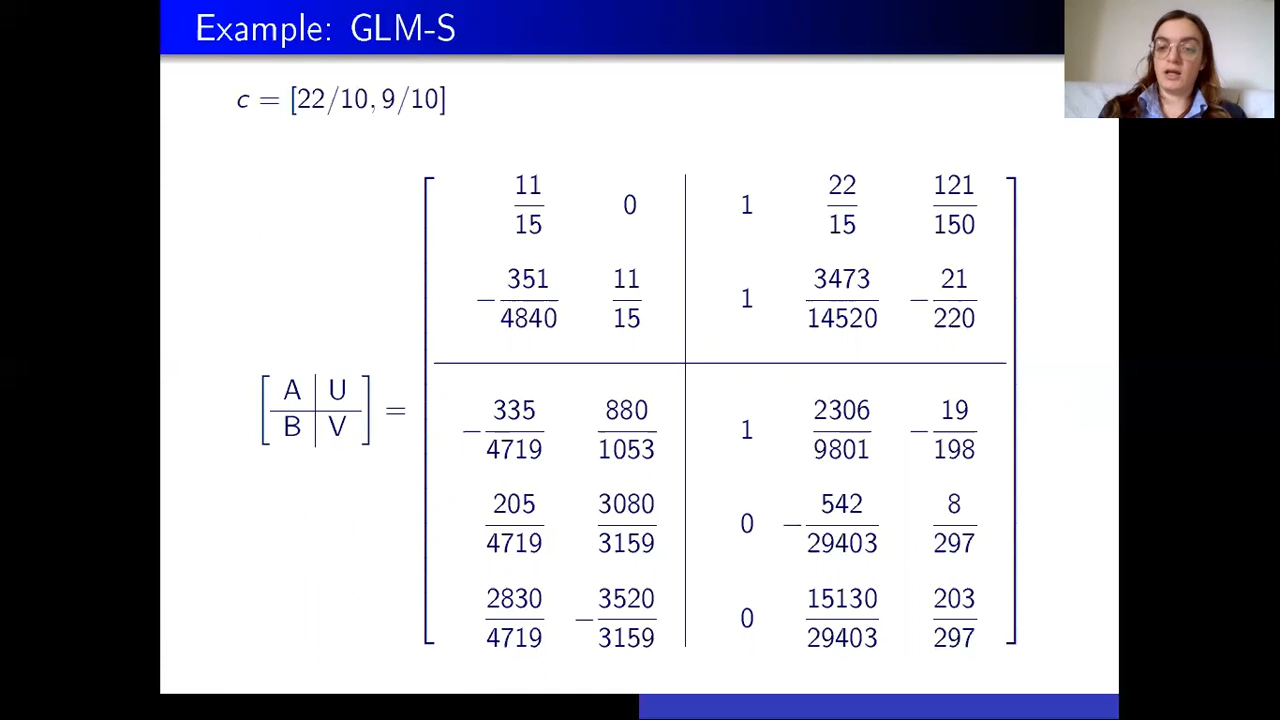 Example: GLM-S
c = [22/10, 9/10]
[A | U; B | V] =
11/15 0 | 1 22/15 121/150
−351/4840 11/15 | 1 3473/14520 −21/220
−335/4719 880/1053 | 1 2306/9801 −19/198
205/4719 3080/3159 | 0 −542/29403 8/297
2830/4719 −3520/3159 | 0 15130/29403 203/297